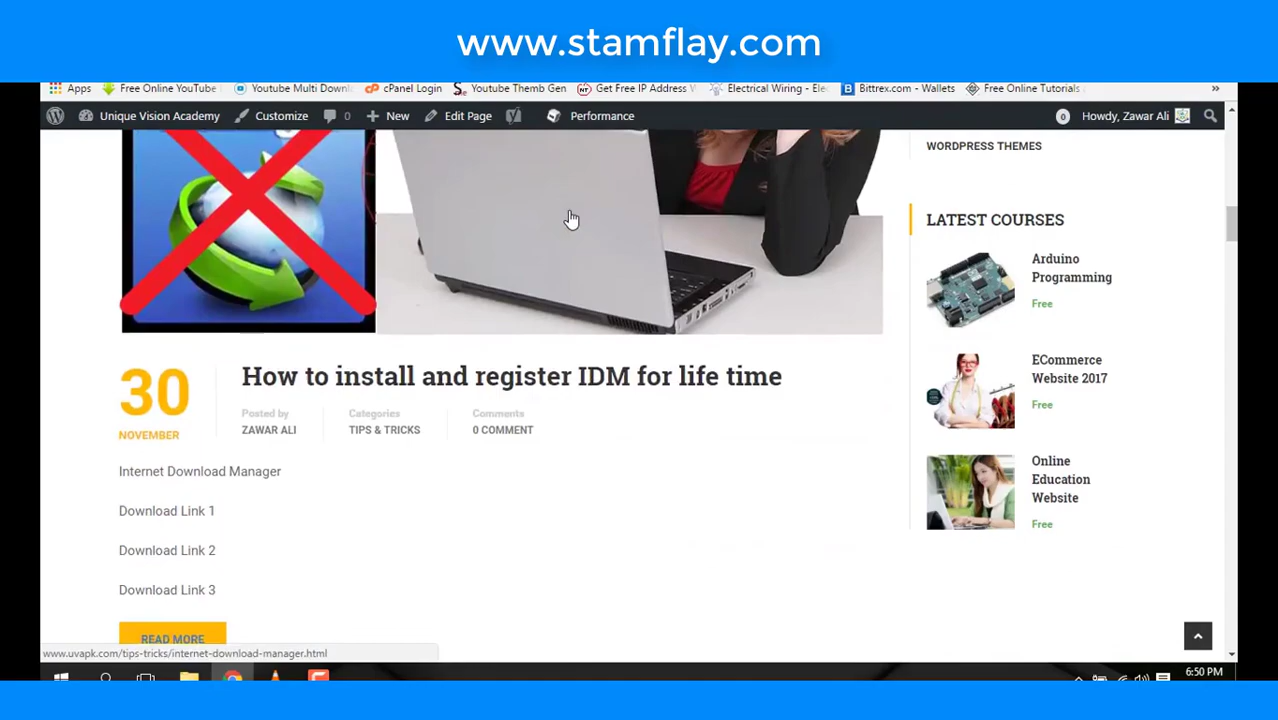 www.stamflay.com
Apps Free Online YouTube Youtube Multi Downl cPanel Login Youtube Themb Gen Get Free IP Address Electrical Wiring - Ele Bittrex.com - Wallets Free Online Tutorials »
Unique Vision Academy Customize 0 New Edit Page Performance 0 Howdy, Zawar Ali
WORDPRESS THEMES
LATEST COURSES
Arduino
Programming
Free
ECommerce
Website 2017
Free
Online
Education
Website
Free
30
NOVEMBER
How to install and register IDM for life time
Posted by
ZAWAR ALI
Categories
TIPS & TRICKS
Comments
0 COMMENT
Internet Download Manager
Download Link 1
Download Link 2
Download Link 3
READ MORE
www.uvapk.com/tips-tricks/internet-download-manager.html
6:50 PM